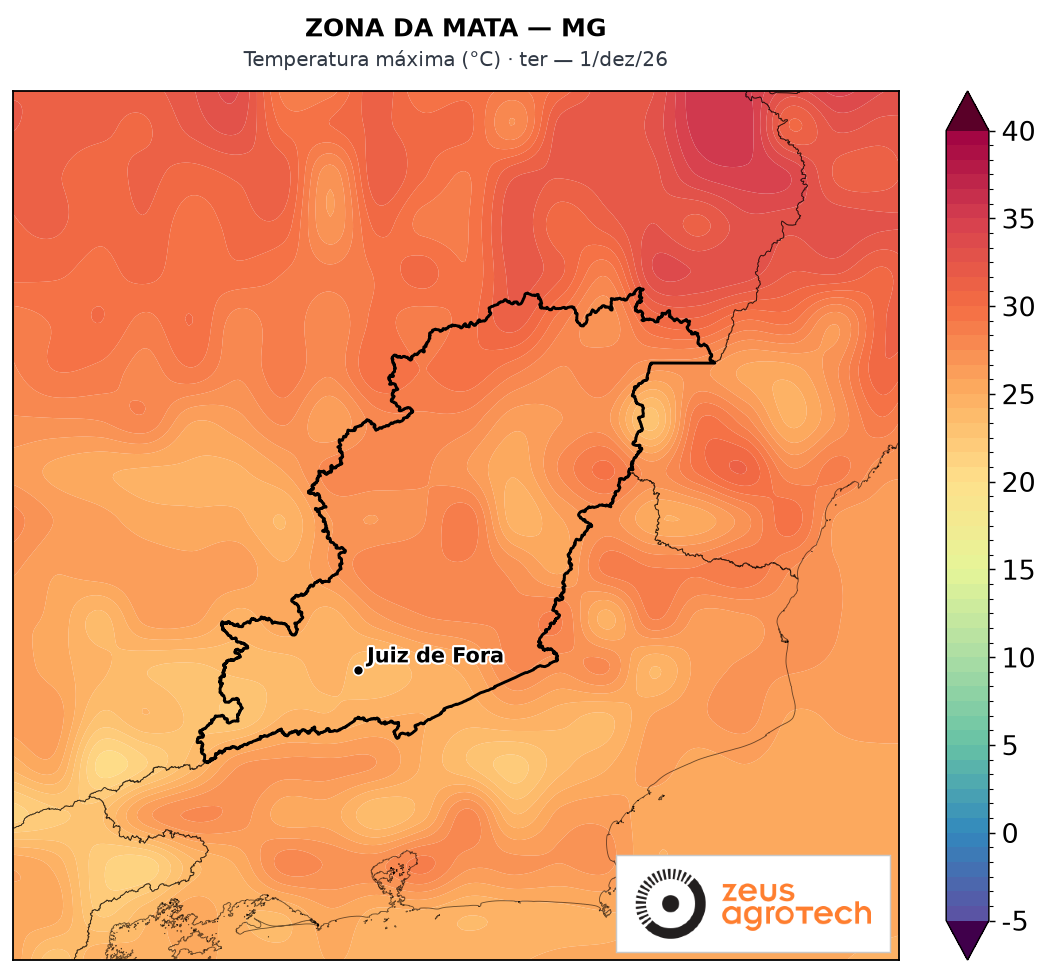 ZONA DA MATA — MG
Temperatura máxima (°C) · ter — 1/dez/26
40
35
30
25
20
15
10
5
0
-5
Juiz de Fora
zeus
agrotech